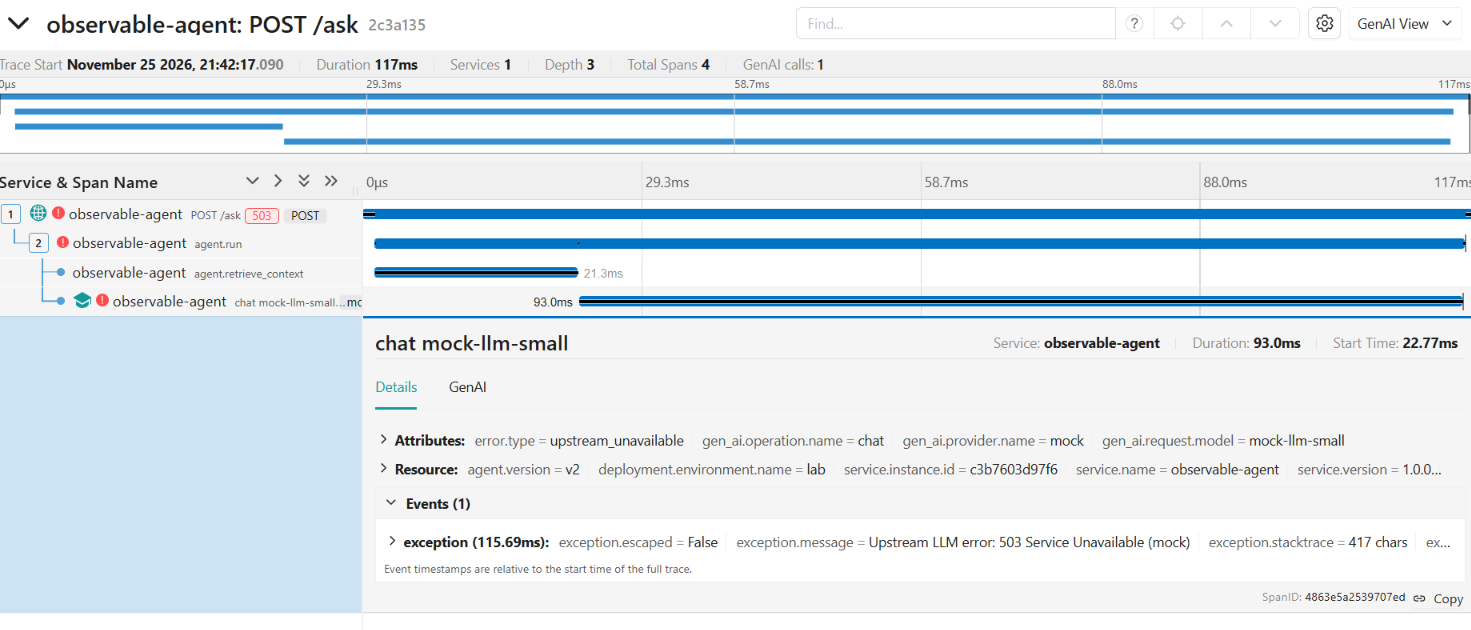 observable-agent: POST /ask 2c3a135 Find... ? GenAI View
Trace Start November 25 2026, 21:42:17.090 Duration 117ms Services 1 Depth 3 Total Spans 4 GenAI calls: 1
0μs 29.3ms 58.7ms 88.0ms 117ms
Service & Span Name 0μs 29.3ms 58.7ms 88.0ms 117ms
1 observable-agent POST /ask 503 POST
2 observable-agent agent.run
observable-agent agent.retrieve_context 21.3ms
observable-agent chat mock-llm-small... mo 93.0ms
chat mock-llm-small Service: observable-agent Duration: 93.0ms Start Time: 22.77ms
Details GenAI
Attributes: error.type = upstream_unavailable gen_ai.operation.name = chat gen_ai.provider.name = mock gen_ai.request.model = mock-llm-small
Resource: agent.version = v2 deployment.environment.name = lab service.instance.id = c3b7603d97f6 service.name = observable-agent service.version = 1.0.0...
Events (1)
exception (115.69ms): exception.escaped = False exception.message = Upstream LLM error: 503 Service Unavailable (mock) exception.stacktrace = 417 chars ex...
Event timestamps are relative to the start time of the full trace.
SpanID: 4863e5a2539707ed Copy